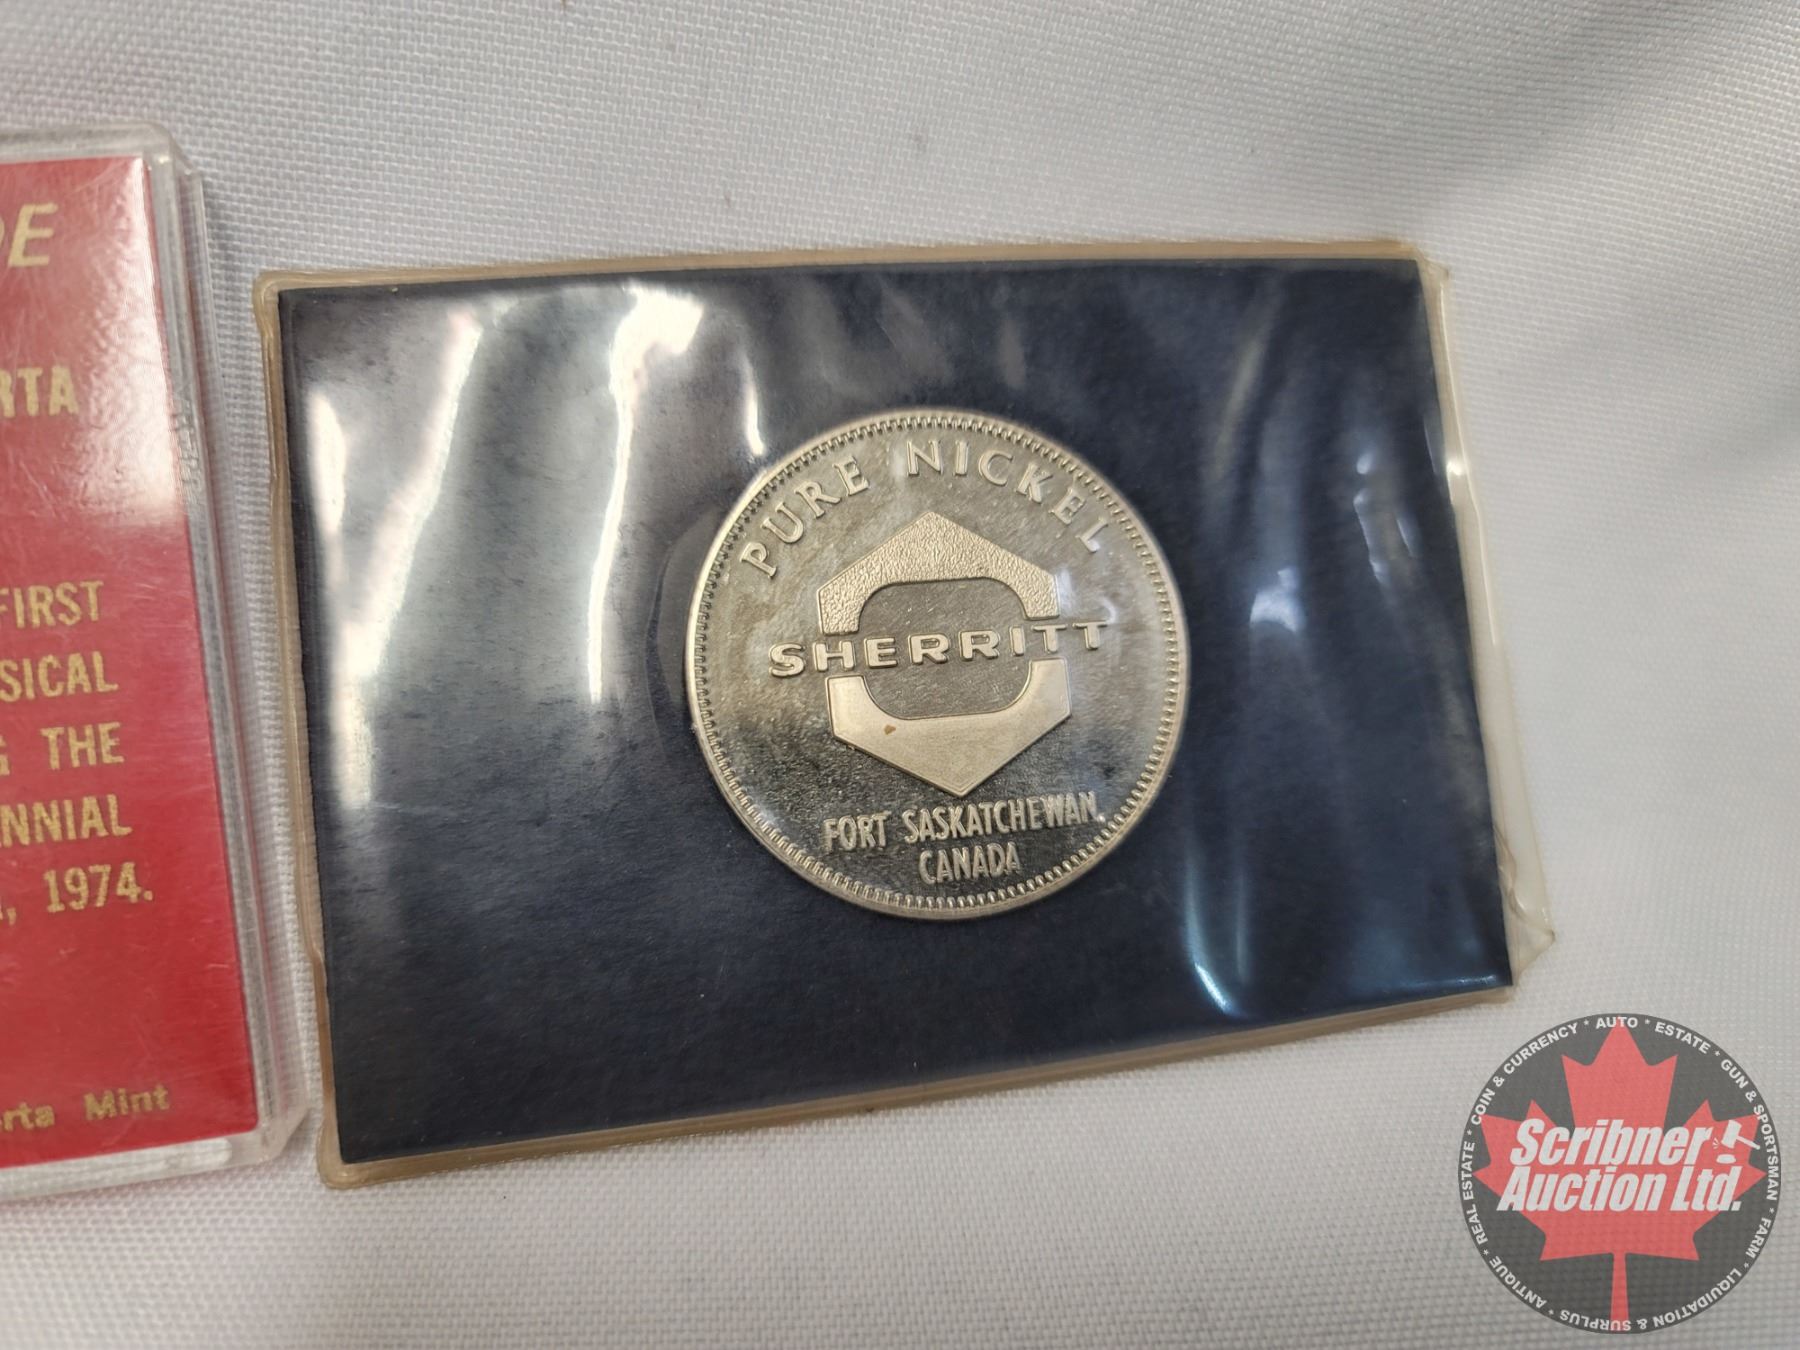 DE
RTA
FIRST
SICAL
THE
NNIAL
, 1974.
rta Mint
PURE NICKEL
SHERRITT
FORT SASKATCHEWAN,
CANADA
Scribner
Auction Ltd.
* COIN & CURRENCY * AUTO * ESTATE * GUN & SPORTSMAN * FARM * LIQUIDATION & SURPLUS * ANTIQUE * REAL ESTATE